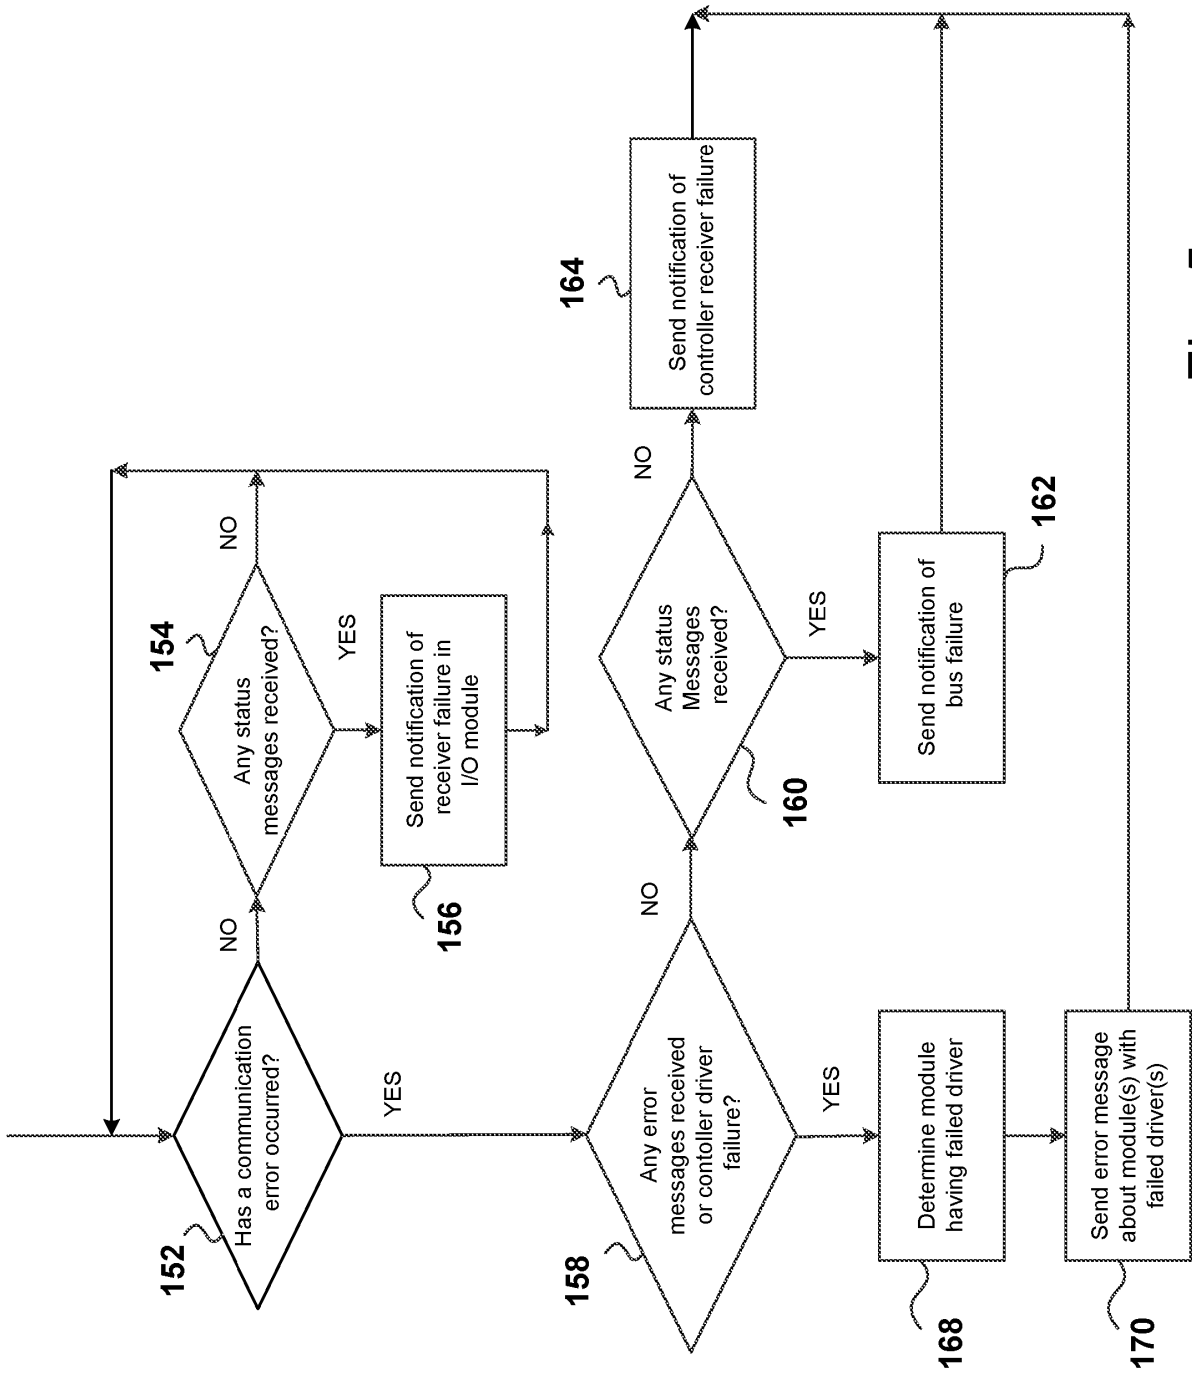 152
Has a communication
error occurred?
NO
YES
154
Any status
messages received?
NO
YES
156
Send notification of
receiver failure in
I/O module
158
Any error
messages received
or contoller driver
failure?
NO
YES
160
Any status
Messages
received?
NO
YES
164
Send notification of
controller receiver failure
162
Send notification of
bus failure
168
Determine module
having failed driver
170
Send error message
about module(s) with
failed driver(s)